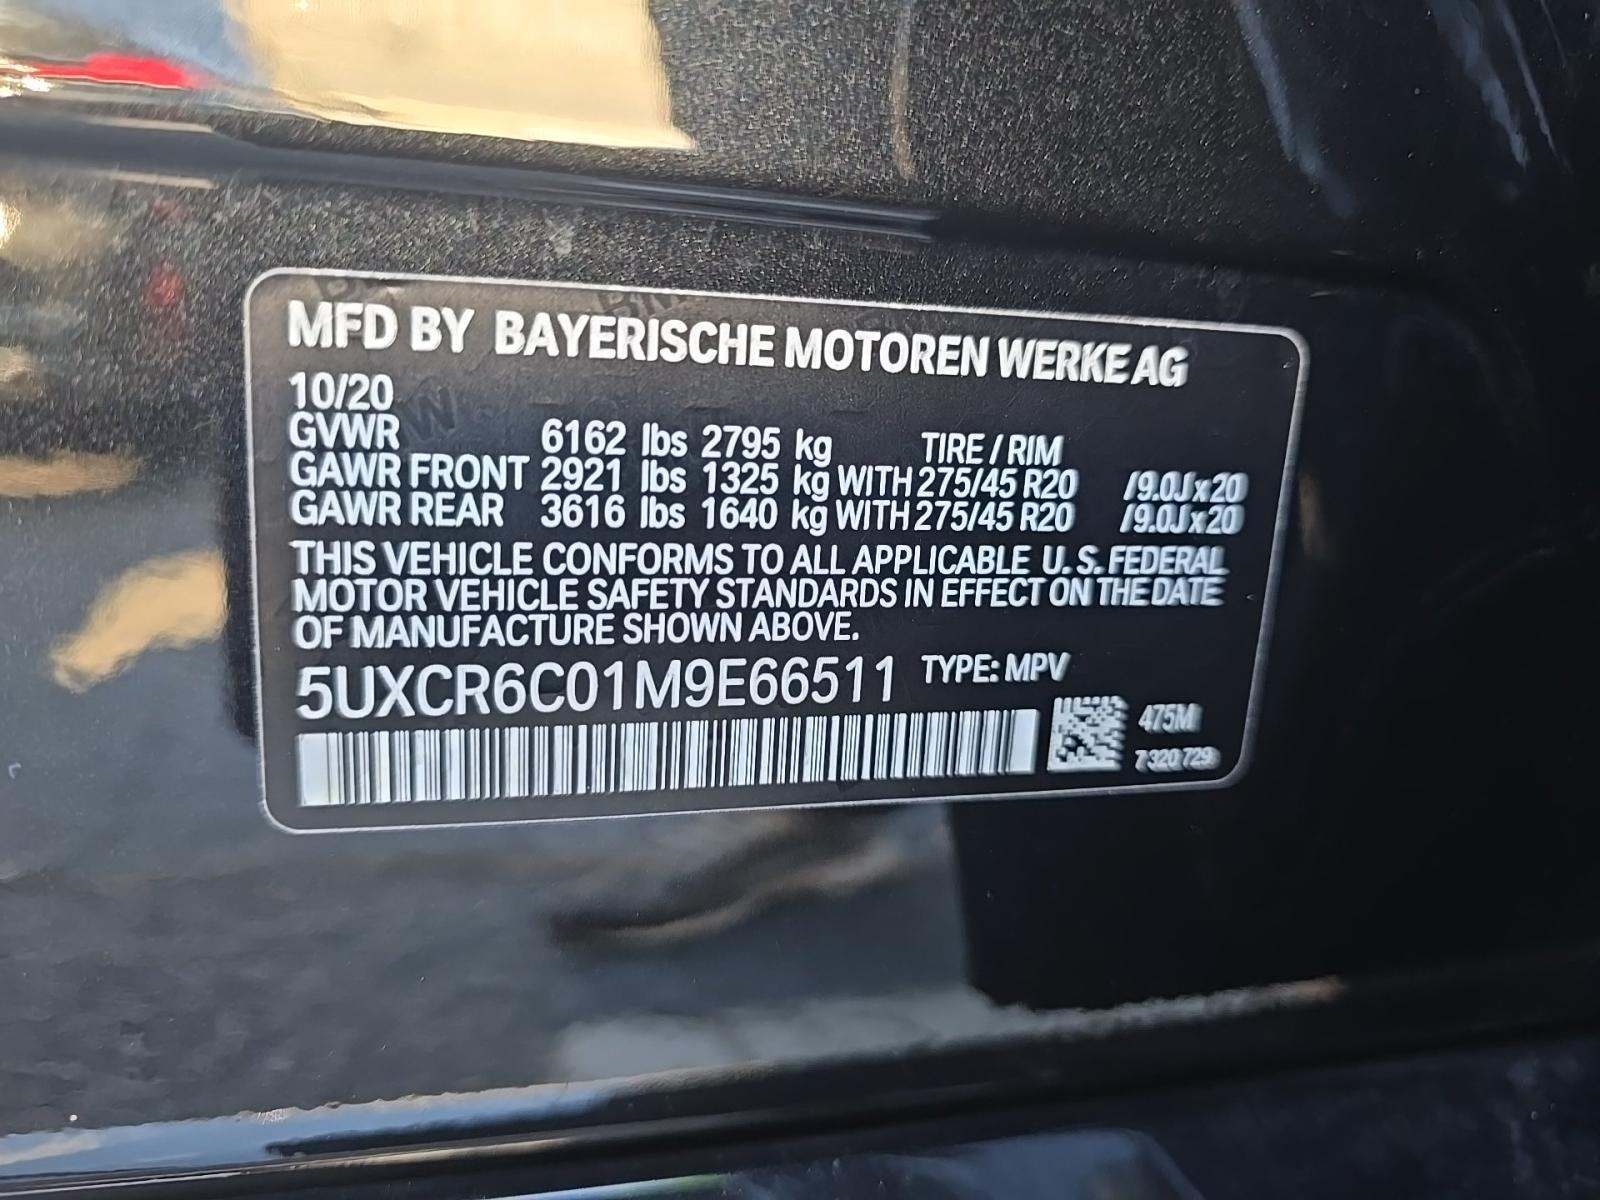 MFD BY BAYERISCHE MOTOREN WERKE AG
10/20
GVWR 6162 lbs 2795 kg TIRE / RIM
GAWR FRONT 2921 lbs 1325 kg WITH 275/45 R20 /9.0J x 20
GAWR REAR 3616 lbs 1640 kg WITH 275/45 R20 /9.0J x 20
THIS VEHICLE CONFORMS TO ALL APPLICABLE U.S. FEDERAL
MOTOR VEHICLE SAFETY STANDARDS IN EFFECT ON THE DATE
OF MANUFACTURE SHOWN ABOVE.
5UXCR6C01M9E66511 TYPE: MPV
475M
7 320 729